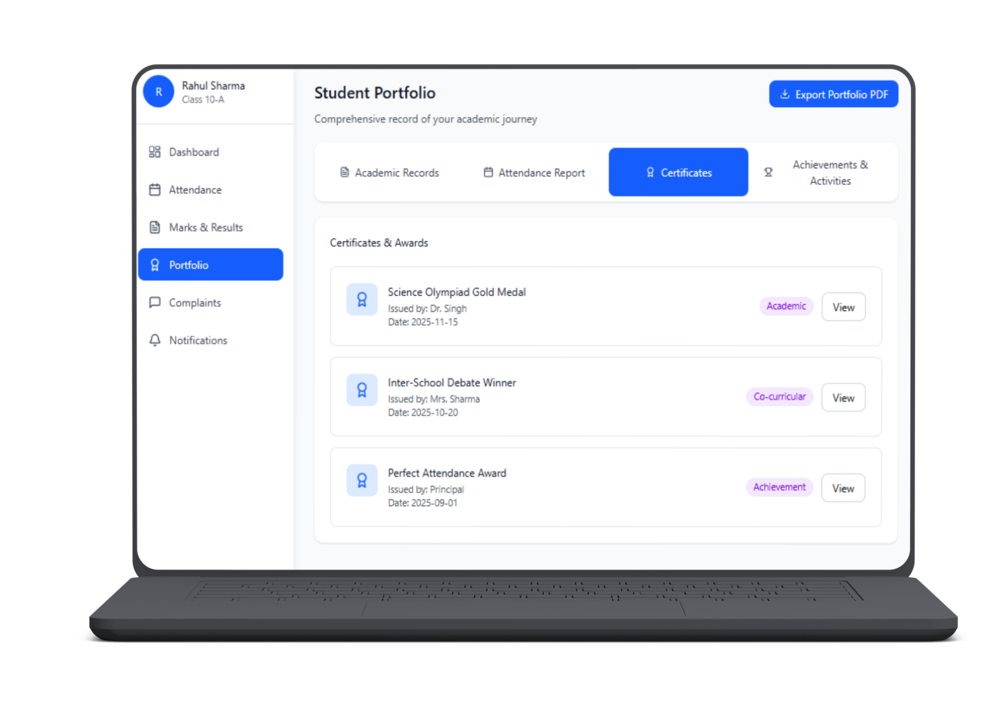 R
Rahul Sharma
Class 10-A
Dashboard
Attendance
Marks & Results
Portfolio
Complaints
Notifications
Student Portfolio
Export Portfolio PDF
Comprehensive record of your academic journey
Academic Records
Attendance Report
Certificates
Achievements &
Activities
Certificates & Awards
Science Olympiad Gold Medal
Issued by: Dr. Singh
Date: 2025-11-15
Academic
View
Inter-School Debate Winner
Issued by: Mrs. Sharma
Date: 2025-10-20
Co-curricular
View
Perfect Attendance Award
Issued by: Principal
Date: 2025-09-01
Achievement
View